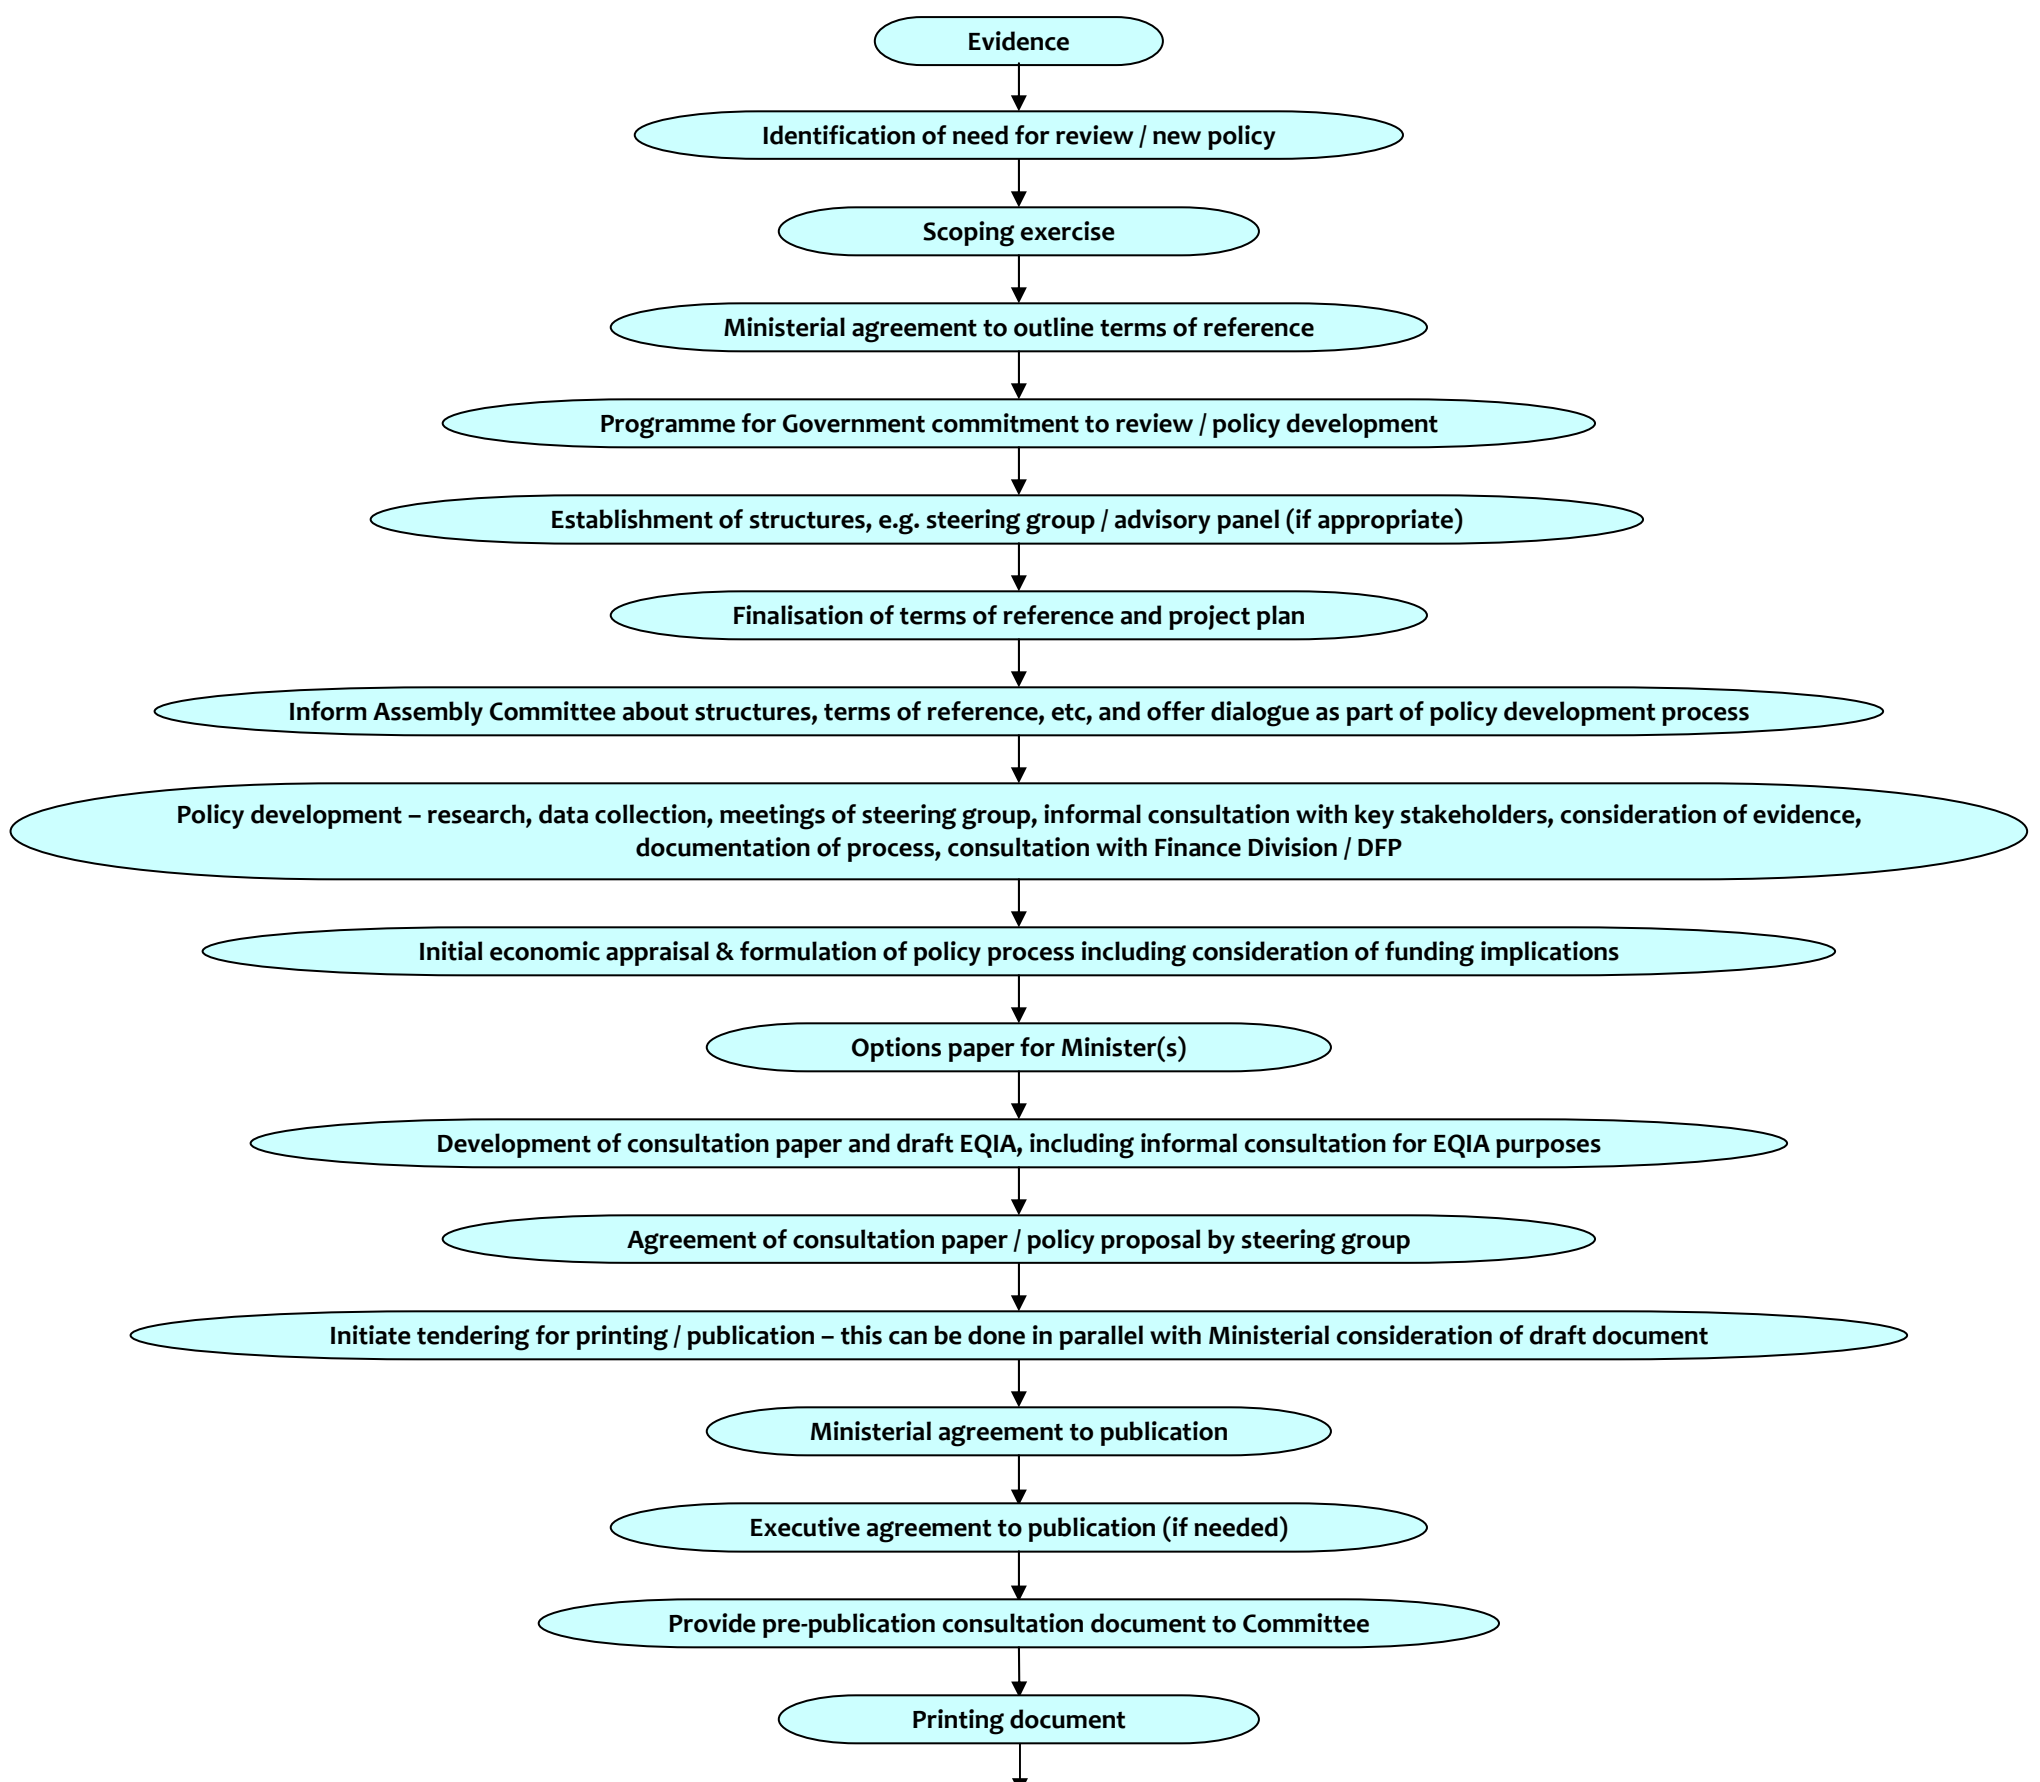 Evidence
Identification of need for review / new policy
Scoping exercise
Ministerial agreement to outline terms of reference
Programme for Government commitment to review / policy development
Establishment of structures, e.g. steering group / advisory panel (if appropriate)
Finalisation of terms of reference and project plan
Inform Assembly Committee about structures, terms of reference, etc, and offer dialogue as part of policy development process
Policy development – research, data collection, meetings of steering group, informal consultation with key stakeholders, consideration of evidence,
documentation of process, consultation with Finance Division / DFP
Initial economic appraisal & formulation of policy process including consideration of funding implications
Options paper for Minister(s)
Development of consultation paper and draft EQIA, including informal consultation for EQIA purposes
Agreement of consultation paper / policy proposal by steering group
Initiate tendering for printing / publication – this can be done in parallel with Ministerial consideration of draft document
Ministerial agreement to publication
Executive agreement to publication (if needed)
Provide pre-publication consultation document to Committee
Printing document